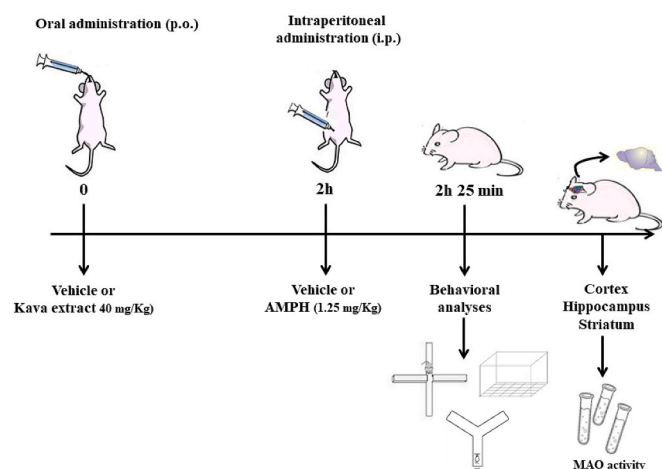 Oral administration (p.o.)
Intraperitoneal
administration (i.p.)
0
2h
2h 25 min
Vehicle or
Kava extract 40 mg/Kg)
Vehicle or
AMPH (1.25 mg/Kg)
Behavioral
analyses
Cortex
Hippocampus
Striatum
MAO activity